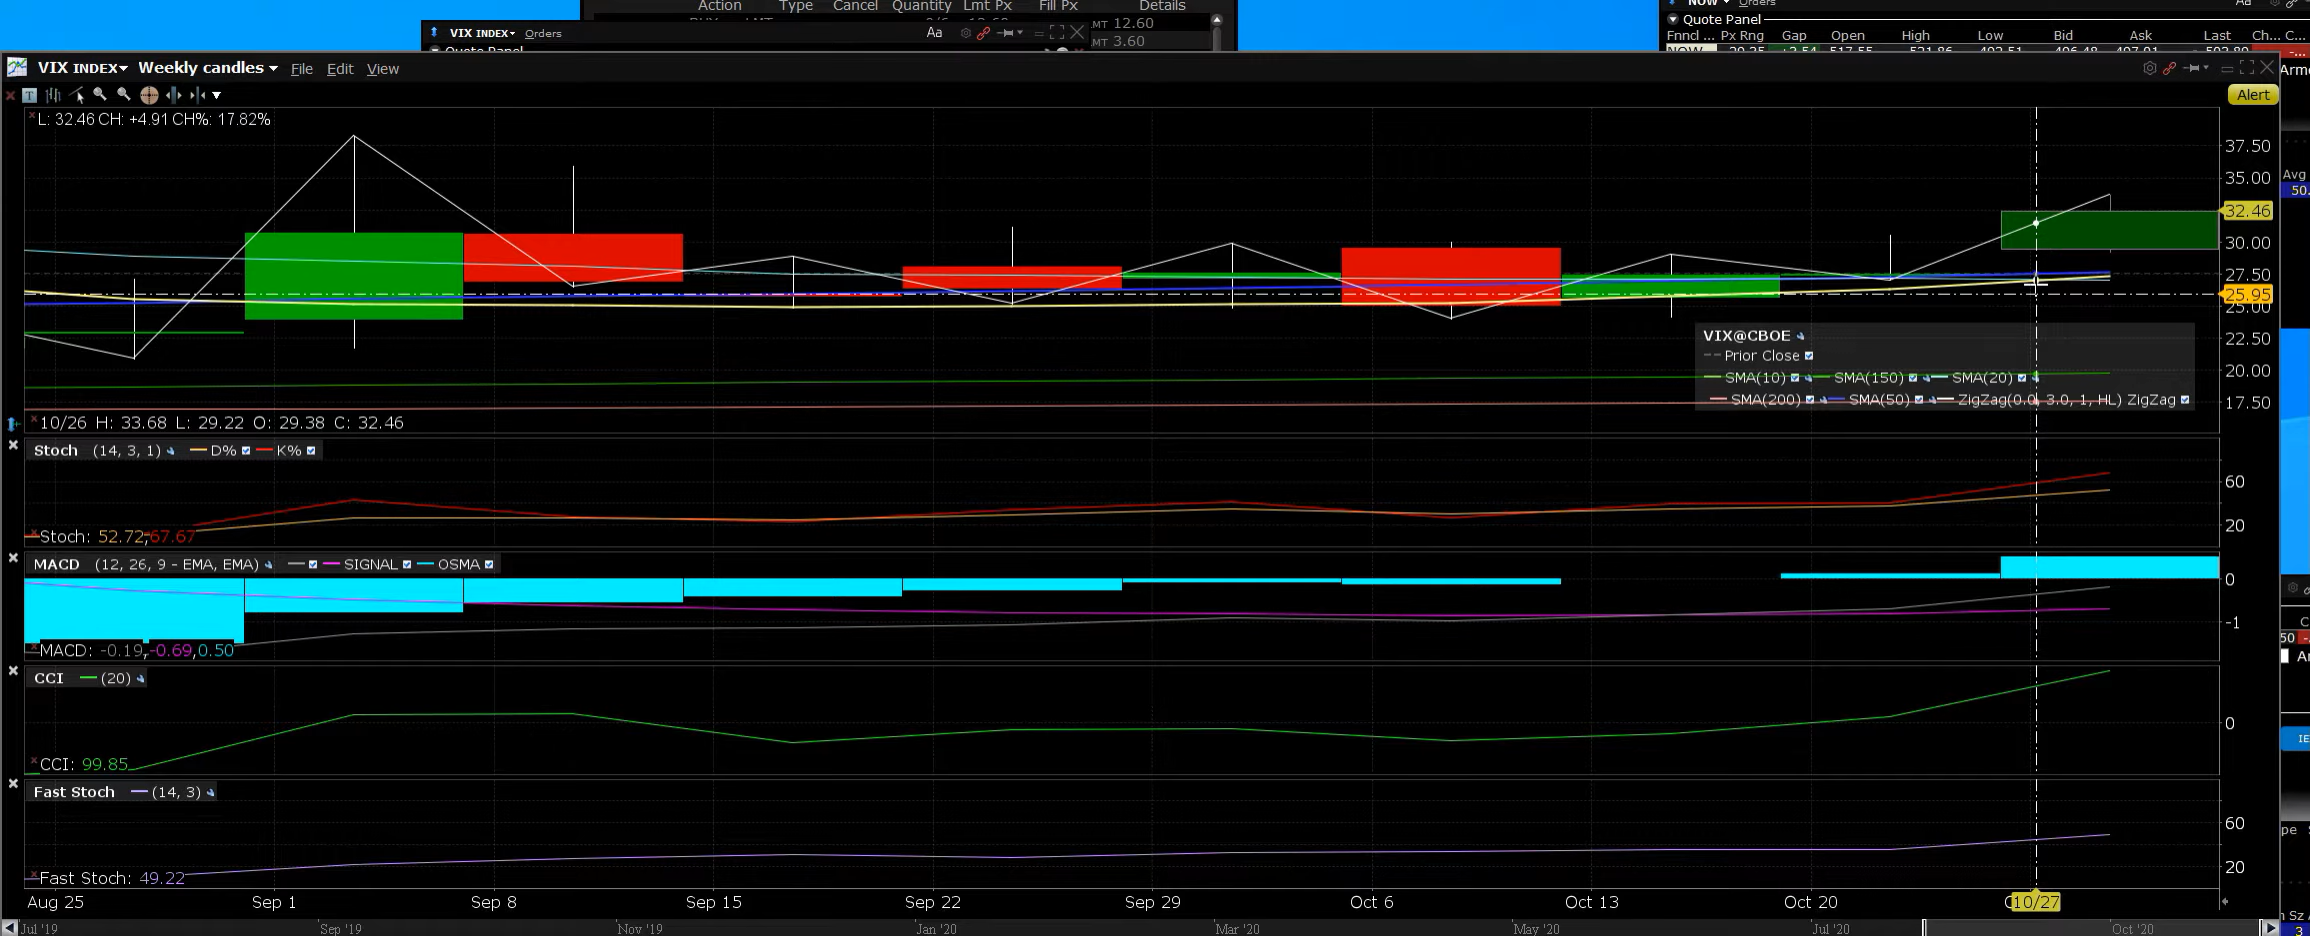 Action Type Cancel Quantity Lmt Px Fill Px Details
NOW Orders Aa
VIX INDEX Orders Aa
MT 12.60
Quote Panel
MT 3.60
Quote Panel
Fnncl ... Px Rng Gap Open High Low Bid Ask Last Ch... C...
VIX INDEX Weekly candles File Edit View
Alert
L: 32.46 CH: +4.91 CH%: 17.82%
37.50
35.00
32.46
30.00
27.50
25.95
25.00
22.50
20.00
17.50
VIX@CBOE
Prior Close
SMA(10) SMA(150) SMA(20)
SMA(200) SMA(50) ZigZag(0.0, 3.0, 1, HL) ZigZag
10/26 H: 33.68 L: 29.22 O: 29.38 C: 32.46
Stoch (14, 3, 1) D% K%
60
20
Stoch: 52.72,67.67
MACD (12, 26, 9 - EMA, EMA) SIGNAL OSMA
0
-1
MACD: -0.19,-0.69,0.50
CCI (20)
0
CCI: 99.85
Fast Stoch (14, 3)
60
20
Fast Stoch: 49.22
Aug 25 Sep 1 Sep 8 Sep 15 Sep 22 Sep 29 Oct 6 Oct 13 Oct 20 10/27
Jul '19 Sep '19 Nov '19 Jan '20 Mar '20 May '20 Jul '20 Oct '20
Avg
50.